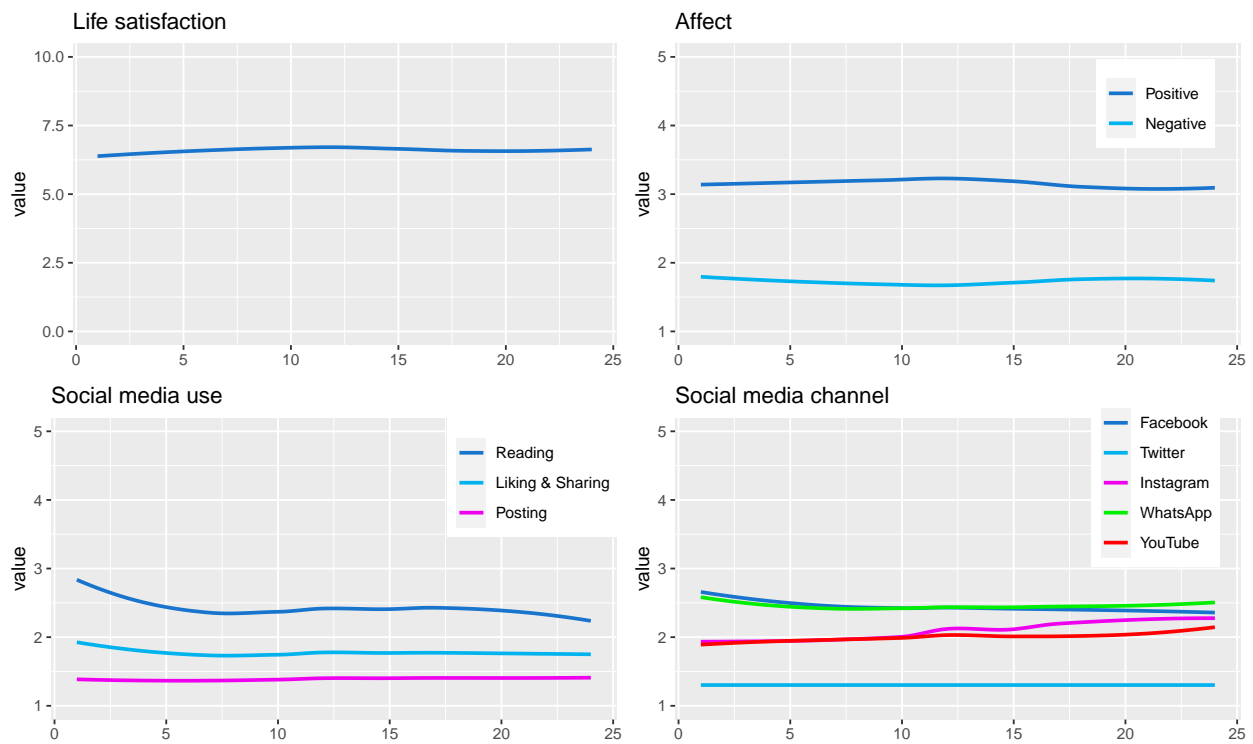 Life satisfaction
value
10.0
7.5
5.0
2.5
0.0
0 5 10 15 20 25
Affect
value
5
4
3
2
1
0 5 10 15 20 25
Positive
Negative
Social media use
value
5
4
3
2
1
0 5 10 15 20 25
Reading
Liking & Sharing
Posting
Social media channel
value
5
4
3
2
1
0 5 10 15 20 25
Facebook
Twitter
Instagram
WhatsApp
YouTube